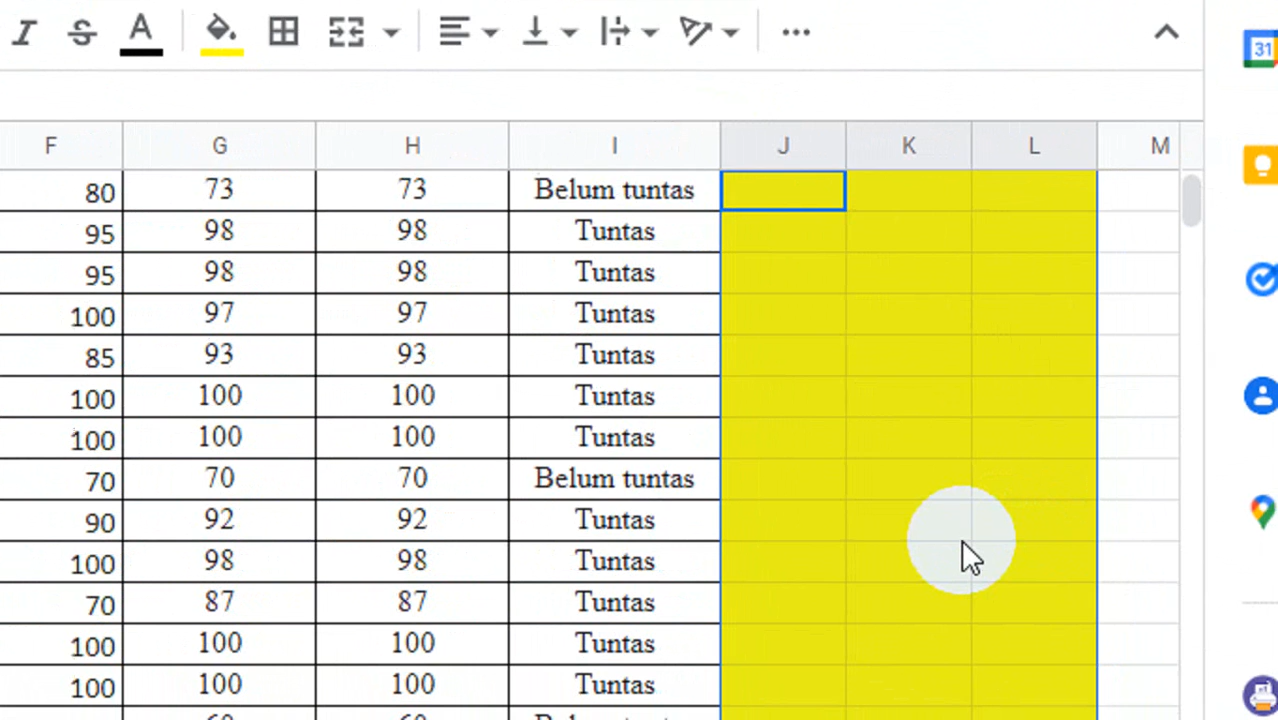 A
31
F G H I J K L M
80 73 73 Belum tuntas
95 98 98 Tuntas
95 98 98 Tuntas
100 97 97 Tuntas
85 93 93 Tuntas
100 100 100 Tuntas
100 100 100 Tuntas
70 70 70 Belum tuntas
90 92 92 Tuntas
100 98 98 Tuntas
70 87 87 Tuntas
100 100 100 Tuntas
100 100 100 Tuntas